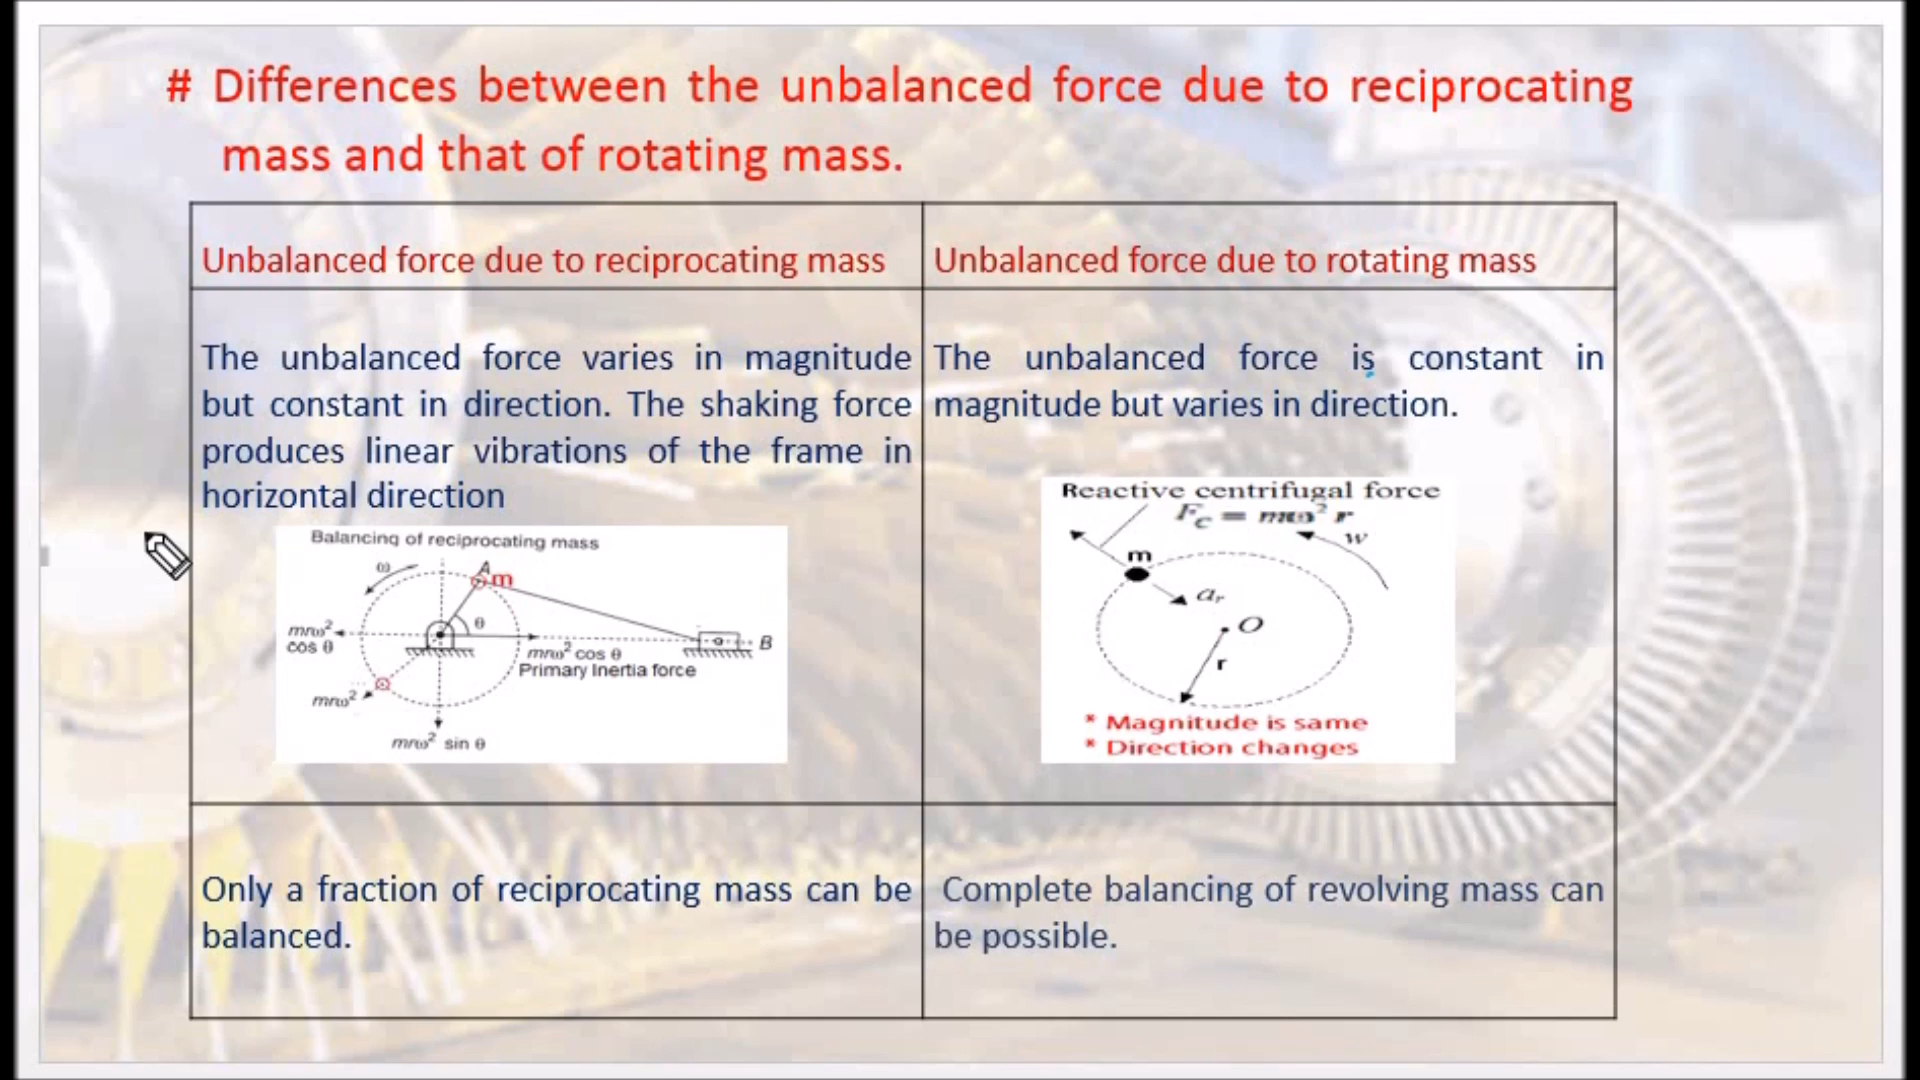 # Differences between the unbalanced force due to reciprocating
mass and that of rotating mass.
Unbalanced force due to reciprocating mass
Unbalanced force due to rotating mass
The unbalanced force varies in magnitude
but constant in direction. The shaking force
produces linear vibrations of the frame in
horizontal direction
Balancing of reciprocating mass
ω
A
m
θ
mrω²
cos θ
mrω² cos θ
Primary Inertia force
B
mrω²
mrω² sin θ
The unbalanced force is constant in
magnitude but varies in direction.
Reactive centrifugal force
F_c = mω² r
w
m
a_r
O
r
* Magnitude is same
* Direction changes
Only a fraction of reciprocating mass can be
balanced.
Complete balancing of revolving mass can
be possible.